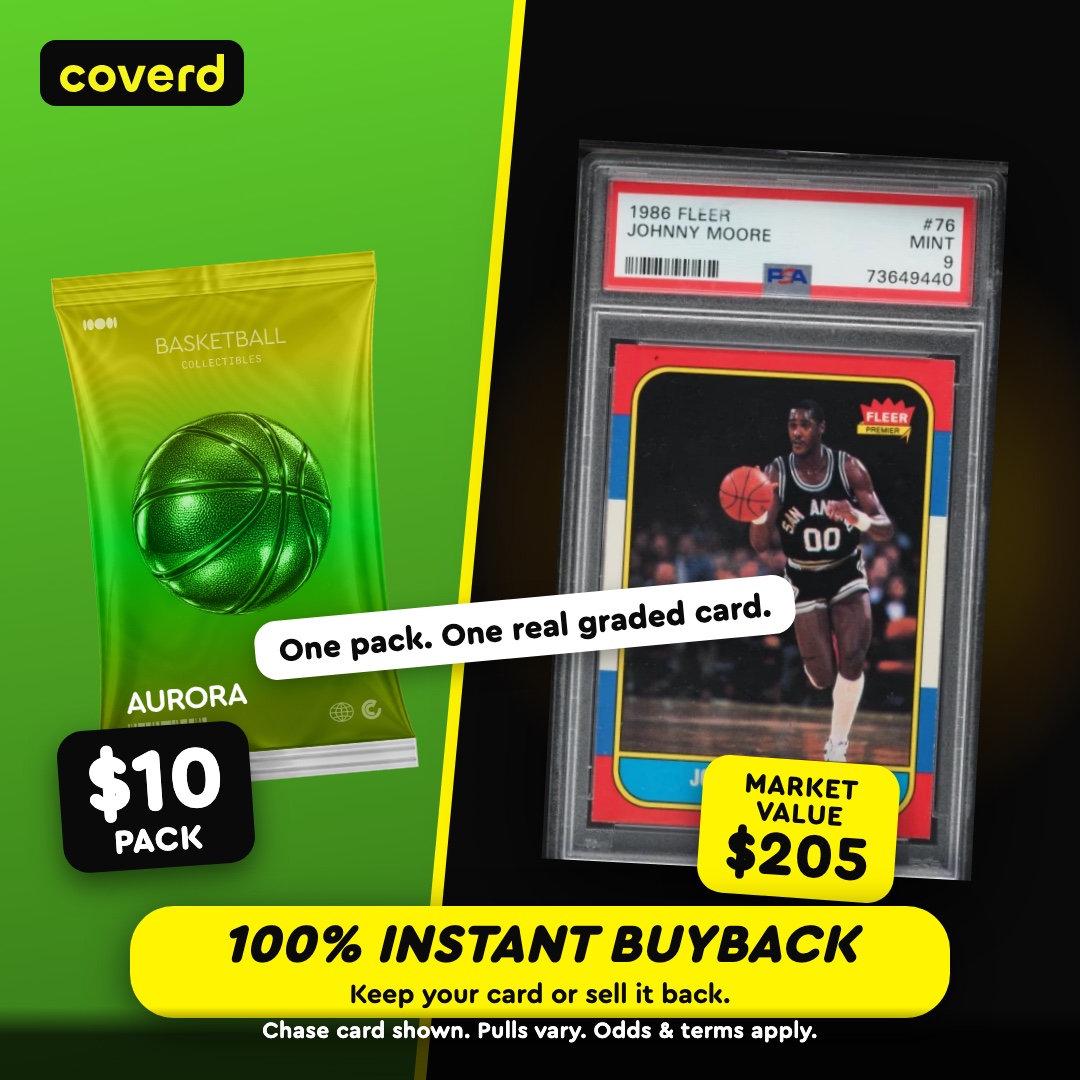 coverd
BASKETBALL
COLLECTIBLES
AURORA
$10
PACK
1986 FLEER
JOHNNY MOORE
#76
MINT
9
73649440
PSA
FLEER
PREMIER
SAN AN
00
One pack. One real graded card.
MARKET
VALUE
$205
100% INSTANT BUYBACK
Keep your card or sell it back.
Chase card shown. Pulls vary. Odds & terms apply.